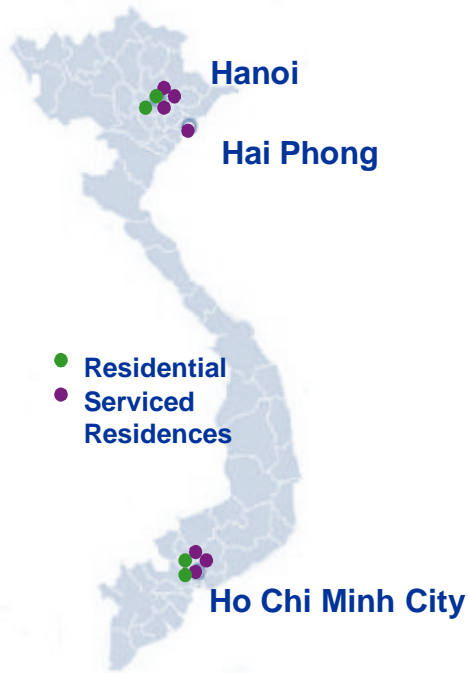 Hanoi
Hai Phong
Residential
Serviced
Residences
Ho Chi Minh City